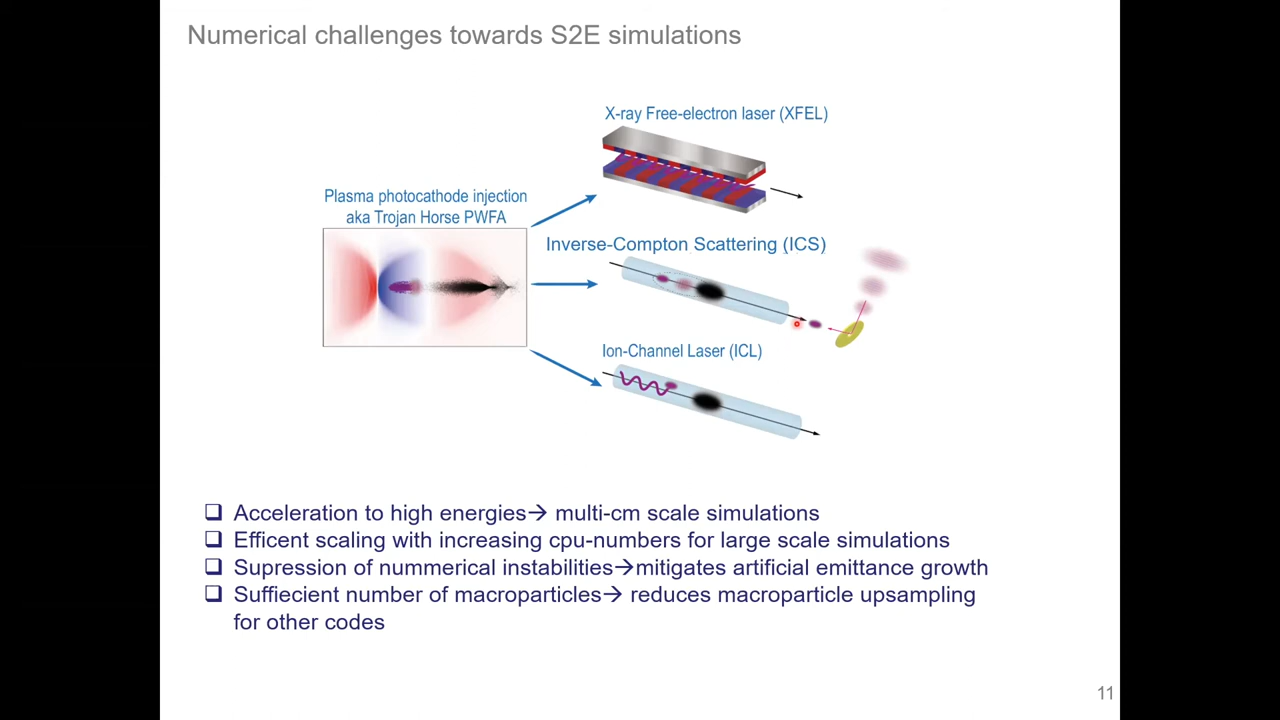 Numerical challenges towards S2E simulations
X-ray Free-electron laser (XFEL)
Plasma photocathode injection
aka Trojan Horse PWFA
Inverse-Compton Scattering (ICS)
Ion-Channel Laser (ICL)
❑ Acceleration to high energies→ multi-cm scale simulations
❑ Efficent scaling with increasing cpu-numbers for large scale simulations
❑ Supression of nummerical instabilities→mitigates artificial emittance growth
❑ Suffiecient number of macroparticles→ reduces macroparticle upsampling
for other codes
11